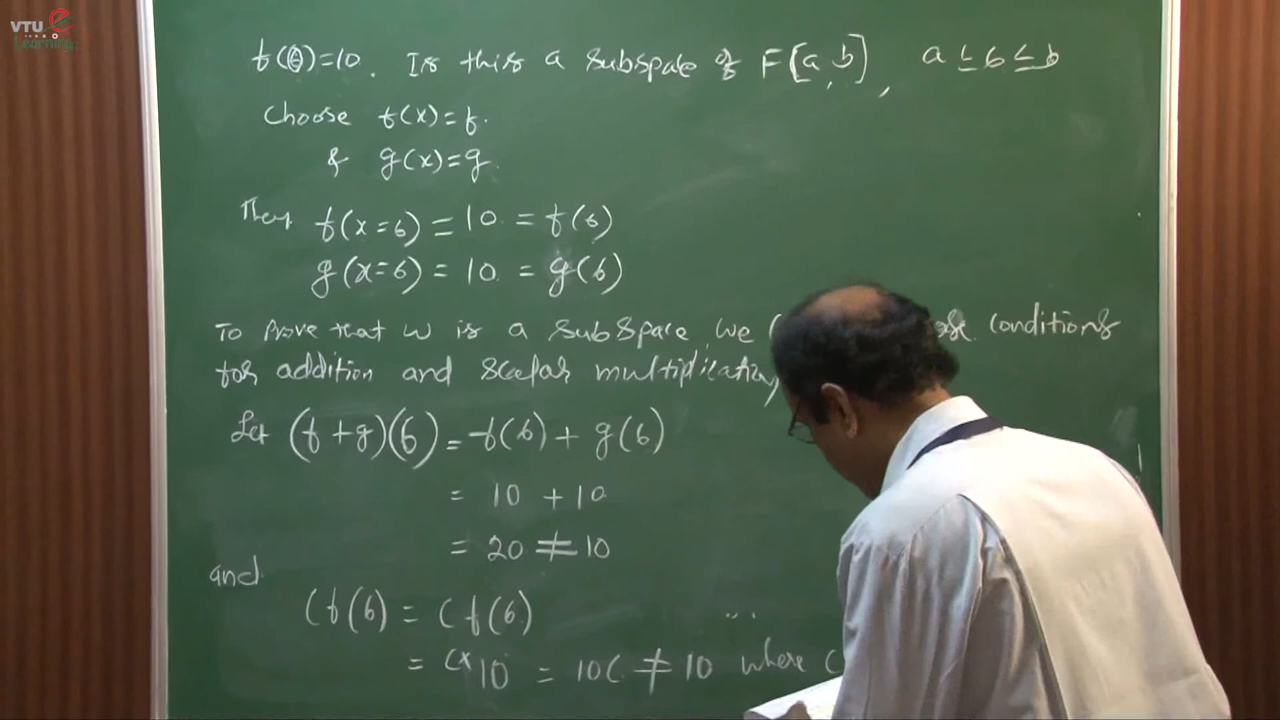 VTU e
Learning
f(6)=10. Is this a subspace of F[a,b], a ≤ 6 ≤ b
Choose f(x)=f.
& g(x)=g.
Then f(x=6) = 10 = f(6)
g(x=6) = 10 = g(6)
To Prove that W is a subspace, we conditions
for addition and scalar multiplication,
Let (f+g)(6) = f(6) + g(6)
= 10 + 10
= 20 ≠ 10
and
Cf(6) = Cf(6)
= C×10 = 10C ≠ 10 where C